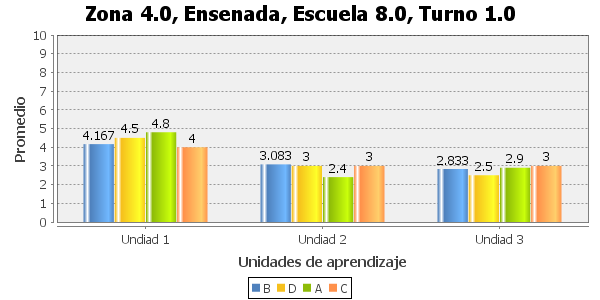 Zona 4.0, Ensenada, Escuela 8.0, Turno 1.0
Promedio
10
9
8
7
6
5
4
3
2
1
0
4.167 4.5 4.8 4
3.083 3 2.4 3
2.833 2.5 2.9 3
Undiad 1 Undiad 2 Undiad 3
Unidades de aprendizaje
B D A C